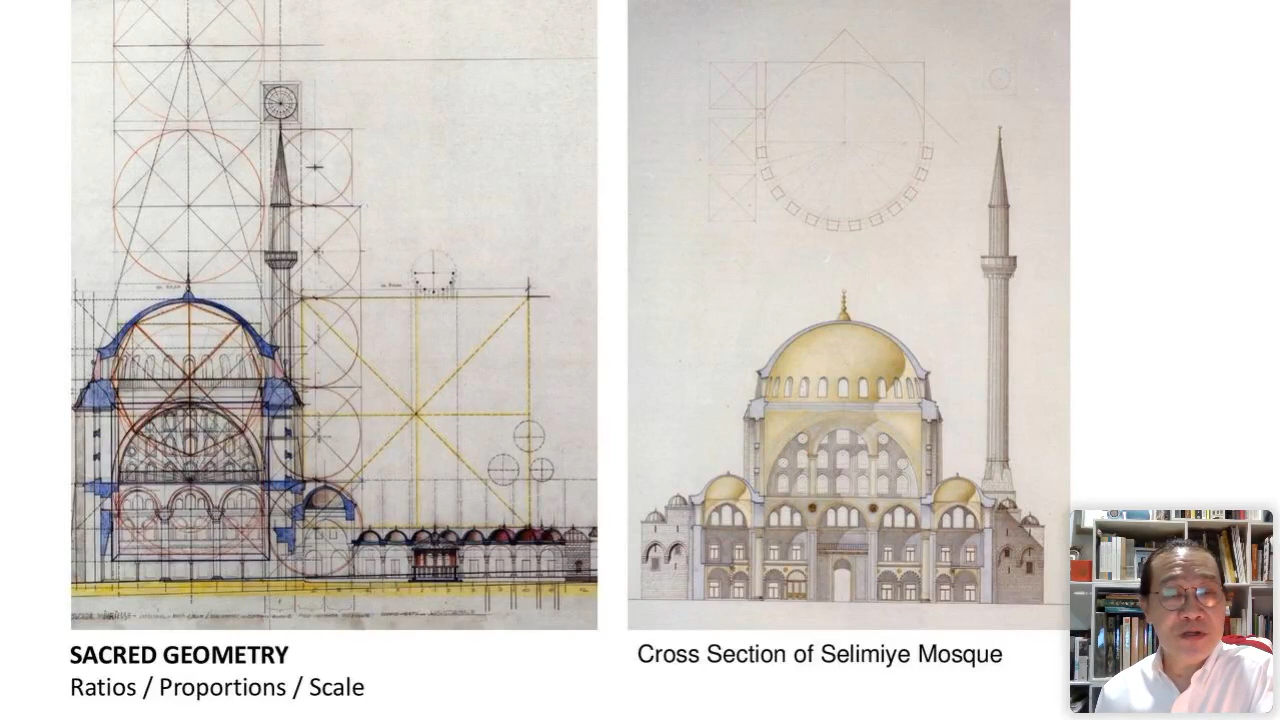 SACRED GEOMETRY
Ratios / Proportions / Scale
Cross Section of Selimiye Mosque